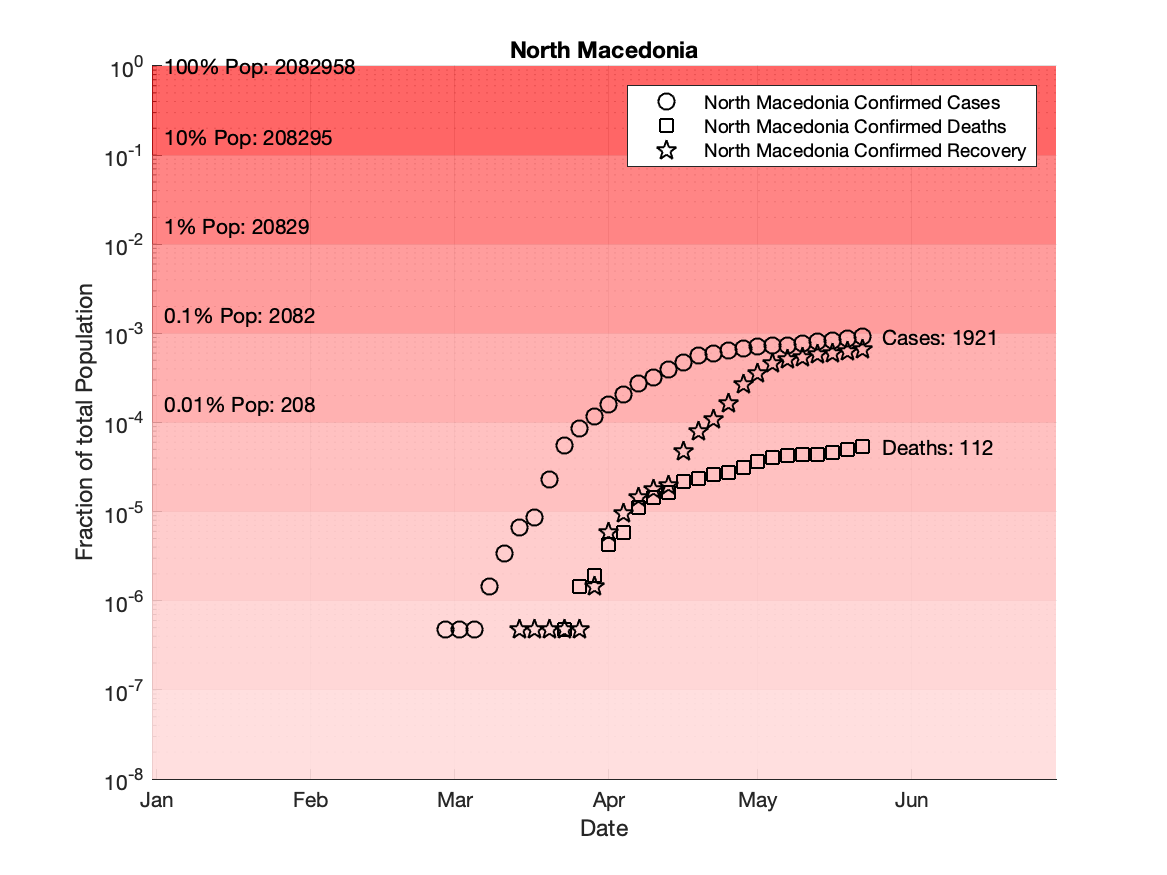 North Macedonia
10^0
100% Pop: 2082958
North Macedonia Confirmed Cases
North Macedonia Confirmed Deaths
North Macedonia Confirmed Recovery
10% Pop: 208295
10^-1
1% Pop: 20829
10^-2
0.1% Pop: 2082
10^-3
Cases: 1921
0.01% Pop: 208
10^-4
Deaths: 112
10^-5
10^-6
10^-7
10^-8
Fraction of total Population
Jan Feb Mar Apr May Jun
Date